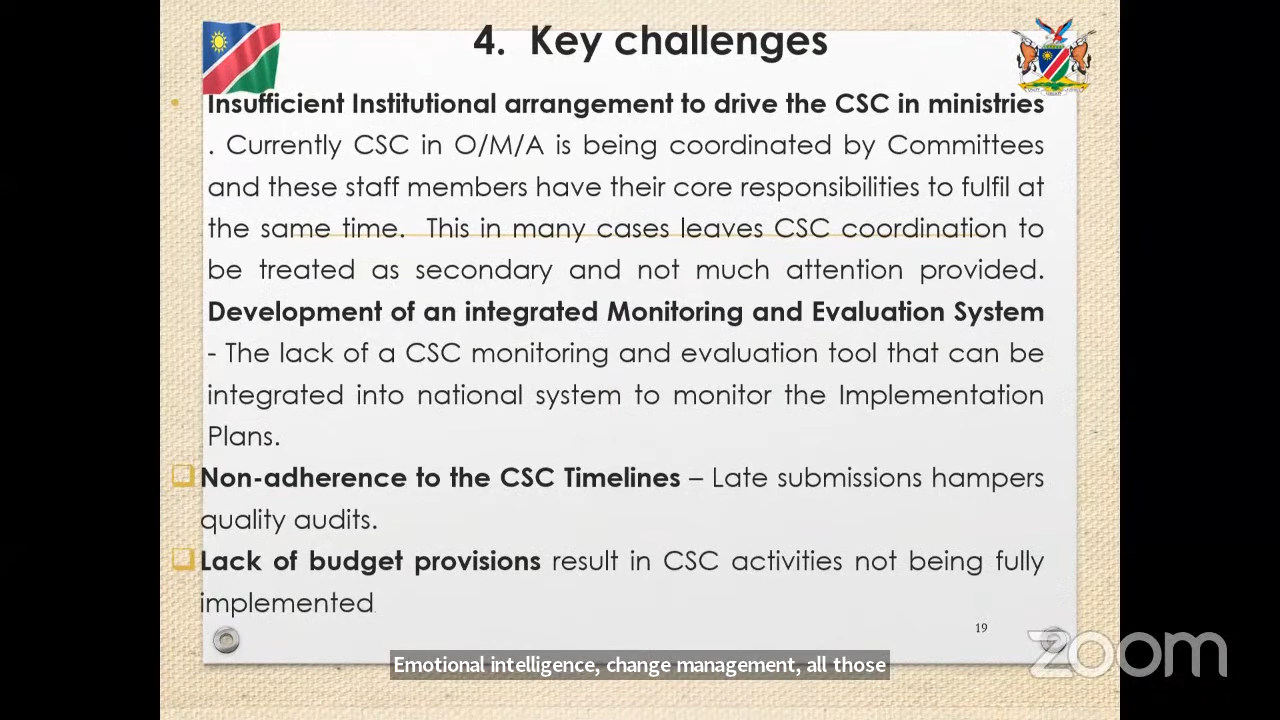 4. Key challenges
• Insufficient Institutional arrangement to drive the CSC in ministries
. Currently CSC in O/M/A is being coordinated by Committees
and these staff members have their core responsibilities to fulfil at
the same time. This in many cases leaves CSC coordination to
be treated as secondary and not much attention provided.
Development of an integrated Monitoring and Evaluation System
- The lack of a CSC monitoring and evaluation tool that can be
integrated into national system to monitor the Implementation
Plans.
Non-adherence to the CSC Timelines – Late submissions hampers
quality audits.
Lack of budget provisions result in CSC activities not being fully
implemented
19
zoom
Emotional intelligence, change management, all those